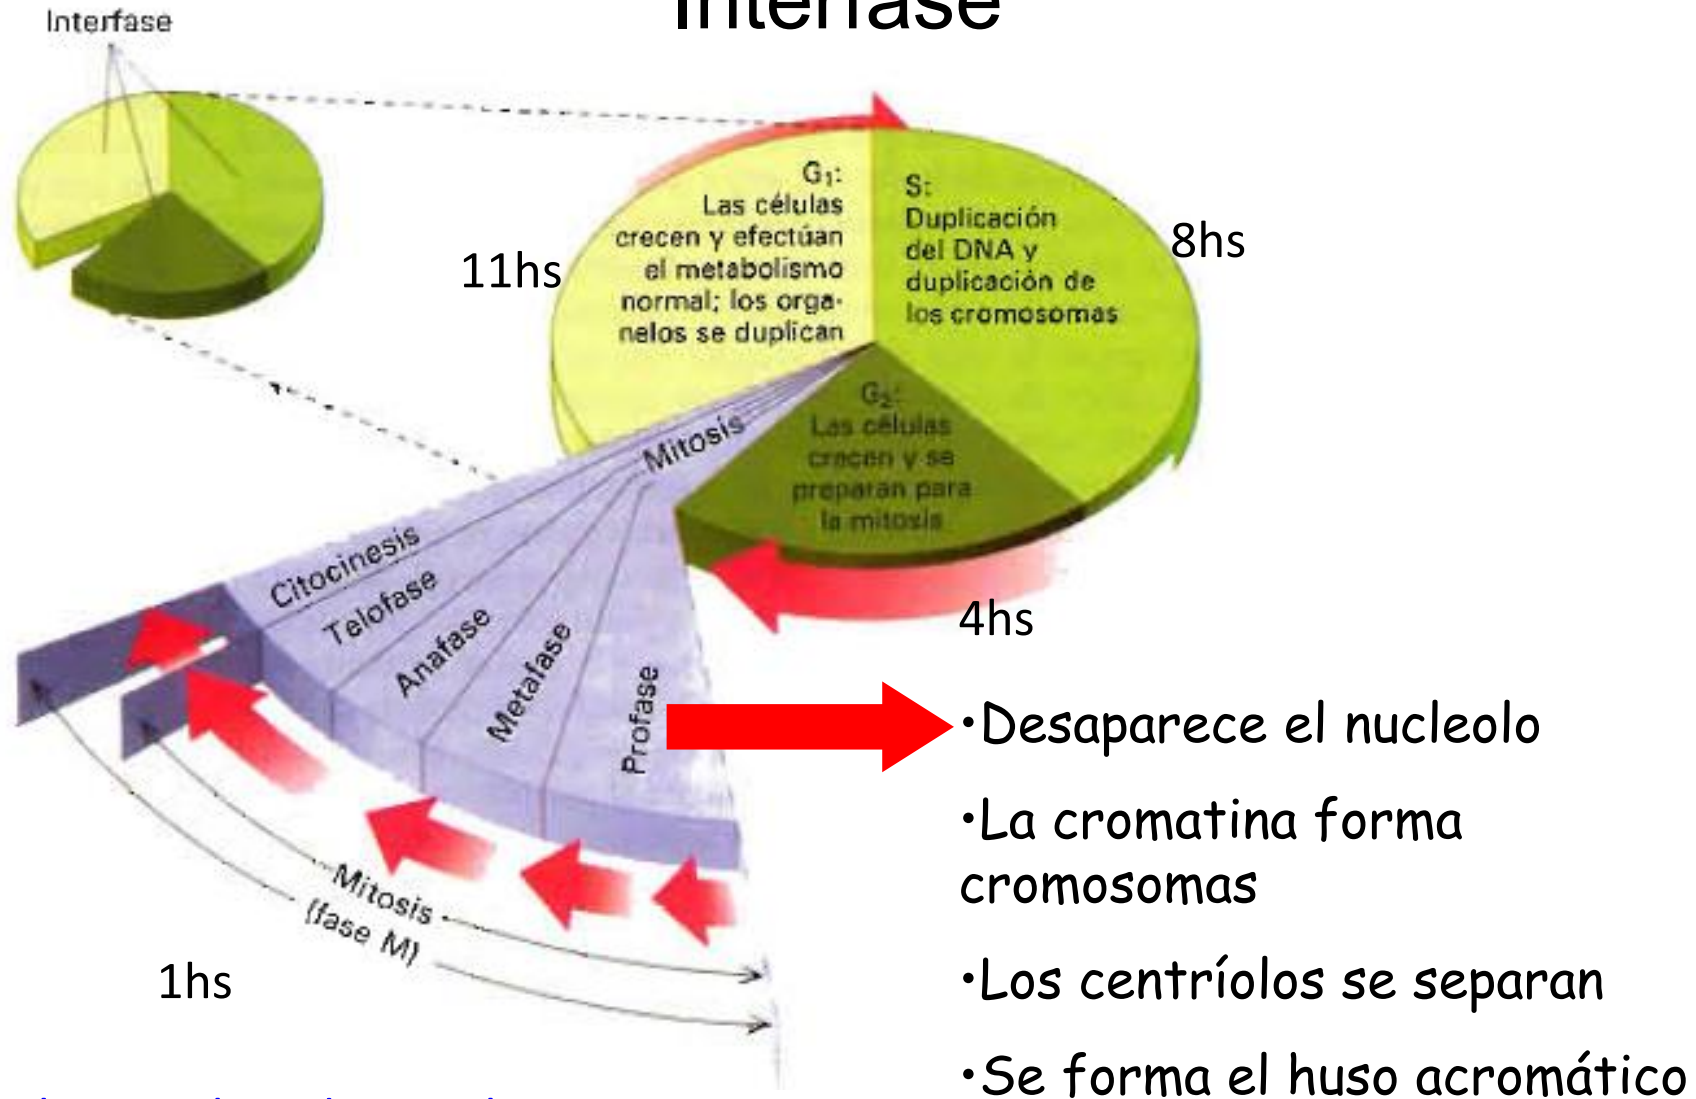 Interfase
Interfase
G₁:
Las células
crecen y efectúan
el metabolismo
normal; los orga-
nelos se duplican
11hs
S:
Duplicación
del DNA y
duplicación de
los cromosomas
8hs
G₂:
Las células
crecen y se
preparan para
la mitosis
4hs
Mitosis
Citocinesis
Telofase
Anafase
Metafase
Profase
Mitosis
(fase M)
1hs
•Desaparece el nucleolo
•La cromatina forma
cromosomas
•Los centríolos se separan
•Se forma el huso acromático